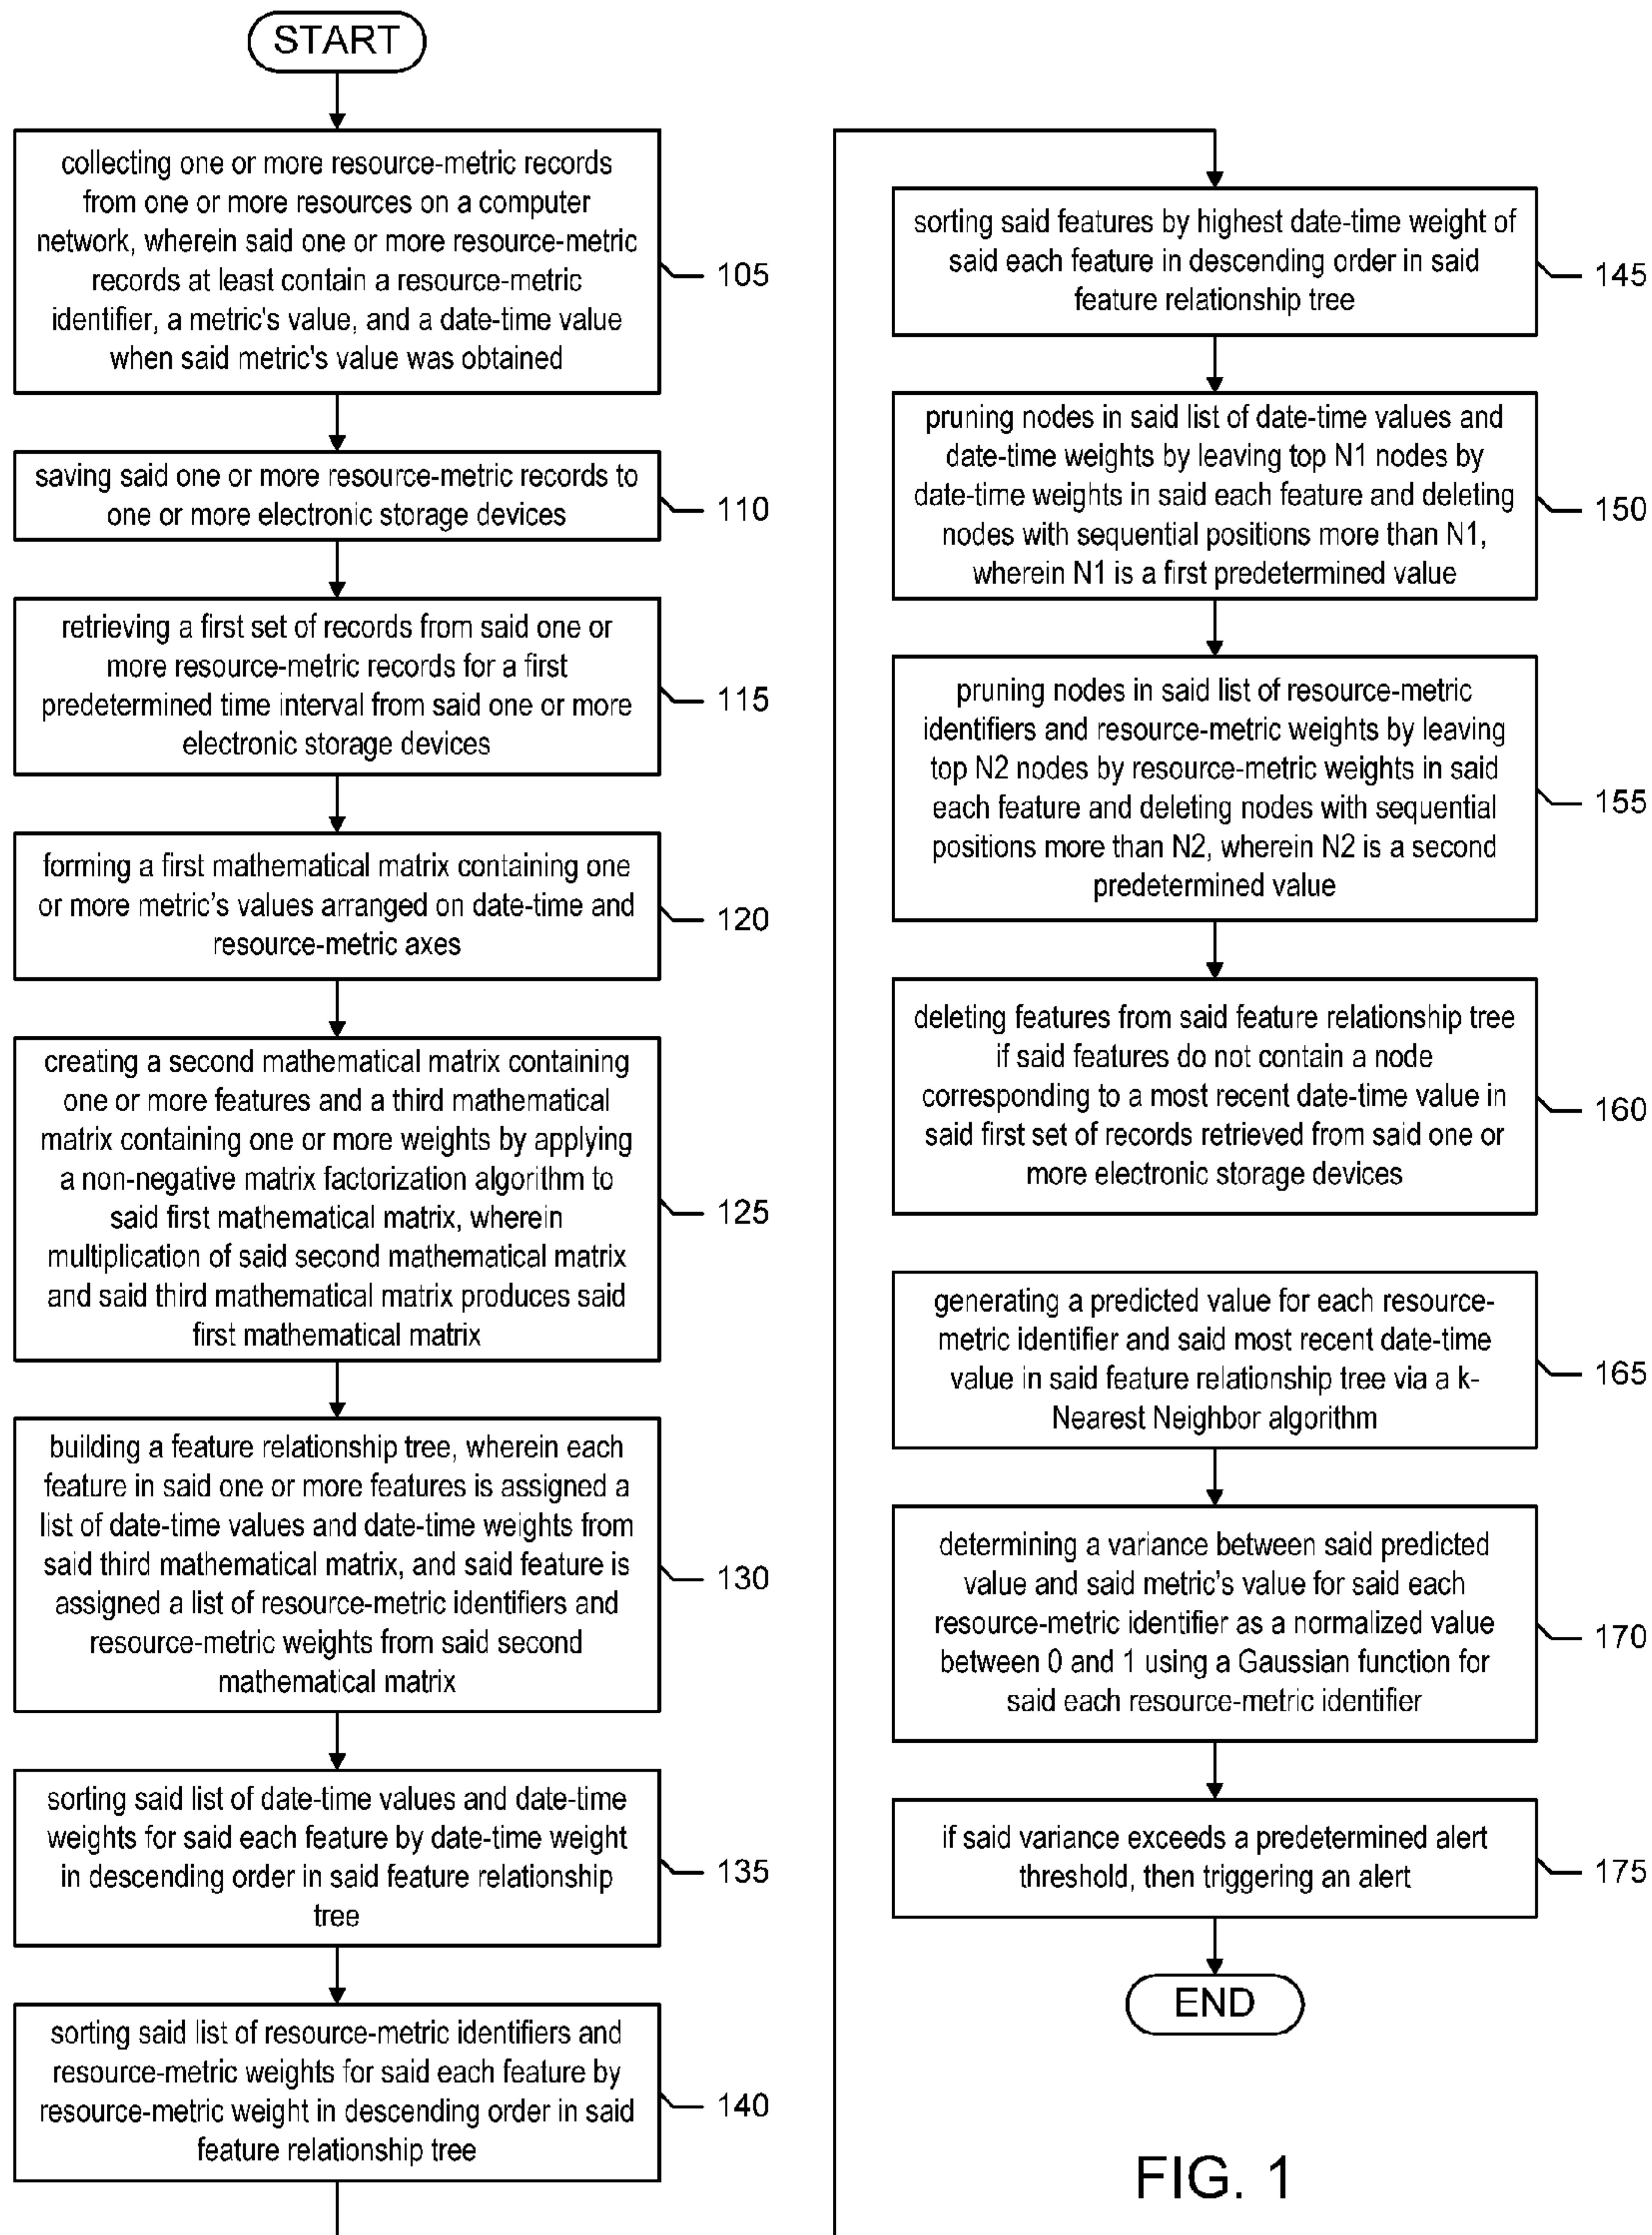 START
collecting one or more resource-metric records
from one or more resources on a computer
network, wherein said one or more resource-metric
records at least contain a resource-metric
identifier, a metric's value, and a date-time value
when said metric's value was obtained
105
saving said one or more resource-metric records to
one or more electronic storage devices
110
retrieving a first set of records from said one or
more resource-metric records for a first
predetermined time interval from said one or more
electronic storage devices
115
forming a first mathematical matrix containing one
or more metric’s values arranged on date-time and
resource-metric axes
120
creating a second mathematical matrix containing
one or more features and a third mathematical
matrix containing one or more weights by applying
a non-negative matrix factorization algorithm to
said first mathematical matrix, wherein
multiplication of said second mathematical matrix
and said third mathematical matrix produces said
first mathematical matrix
125
building a feature relationship tree, wherein each
feature in said one or more features is assigned a
list of date-time values and date-time weights from
said third mathematical matrix, and said feature is
assigned a list of resource-metric identifiers and
resource-metric weights from said second
mathematical matrix
130
sorting said list of date-time values and date-time
weights for said each feature by date-time weight
in descending order in said feature relationship
tree
135
sorting said list of resource-metric identifiers and
resource-metric weights for said each feature by
resource-metric weight in descending order in said
feature relationship tree
140
sorting said features by highest date-time weight of
said each feature in descending order in said
feature relationship tree
145
pruning nodes in said list of date-time values and
date-time weights by leaving top N1 nodes by
date-time weights in said each feature and deleting
nodes with sequential positions more than N1,
wherein N1 is a first predetermined value
150
pruning nodes in said list of resource-metric
identifiers and resource-metric weights by leaving
top N2 nodes by resource-metric weights in said
each feature and deleting nodes with sequential
positions more than N2, wherein N2 is a second
predetermined value
155
deleting features from said feature relationship tree
if said features do not contain a node
corresponding to a most recent date-time value in
said first set of records retrieved from said one or
more electronic storage devices
160
generating a predicted value for each resource-
metric identifier and said most recent date-time
value in said feature relationship tree via a k-
Nearest Neighbor algorithm
165
determining a variance between said predicted
value and said metric’s value for said each
resource-metric identifier as a normalized value
between 0 and 1 using a Gaussian function for
said each resource-metric identifier
170
if said variance exceeds a predetermined alert
threshold, then triggering an alert
175
END
FIG. 1